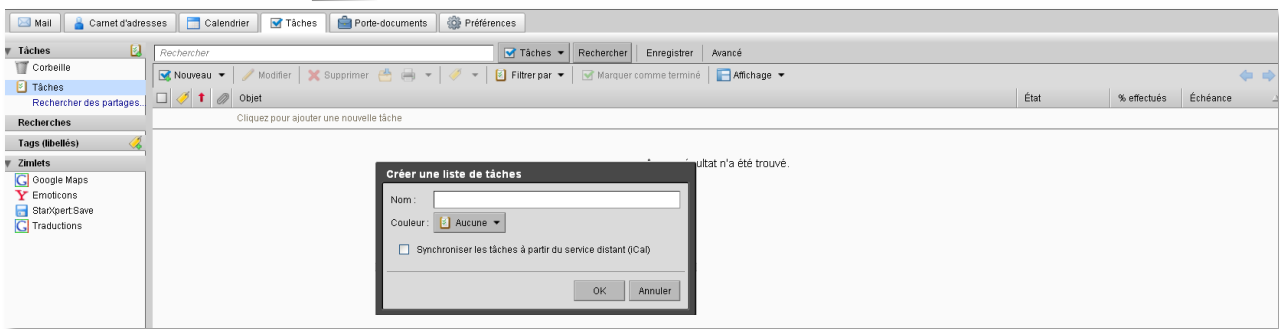 Mail Carnet d'adresses Calendrier Tâches Porte-documents Préférences
Tâches
Corbeille
Tâches
Rechercher des partages..
Recherches
Tags (libellés)
Zimlets
Google Maps
Emoticons
StarXpert:Save
Traductions
Rechercher Tâches Rechercher Enregistrer Avancé
Nouveau Modifier Supprimer Filtrer par Marquer comme terminé Affichage
Objet État % effectués Échéance
Cliquez pour ajouter une nouvelle tâche
ultat n'a été trouvé.
Créer une liste de tâches
Nom :
Couleur : Aucune
Synchroniser les tâches à partir du service distant (iCal)
OK Annuler